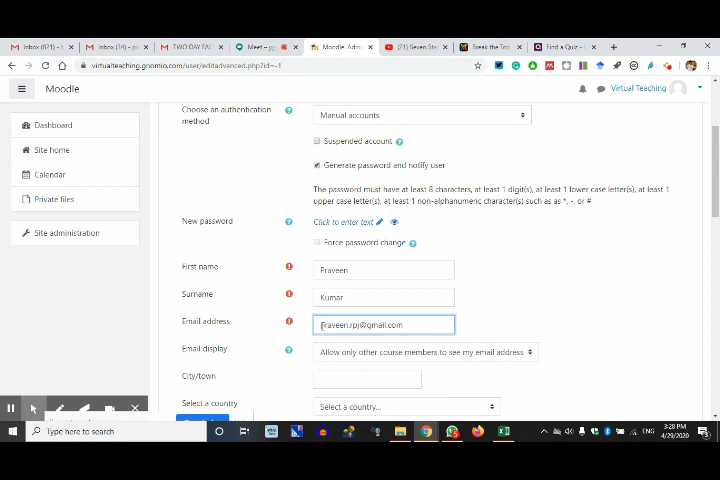 Inbox (821) - n
Inbox (34) - p
TWO DAY FAC
Meet – yg
Moodle: Adm
(21) Seven Ste
Break the Tric
Find a Quiz - I
virtualteaching.gnomio.com/user/editadvanced.php?id=-1
Moodle
Virtual Teaching
Dashboard
Site home
Calendar
Private files
Site administration
Choose an authentication
method
Manual accounts
Suspended account
Generate password and notify user
The password must have at least 8 characters, at least 1 digit(s), at least 1 lower case letter(s), at least 1
upper case letter(s), at least 1 non-alphanumeric character(s) such as as *, -, or #
New password
Click to enter text
Force password change
First name
Praveen
Surname
Kumar
Email address
Praveen.rpj@gmail.com
Email display
Allow only other course members to see my email address
City/town
Select a country
Select a country...
Type here to search
ENG
3:28 PM
4/29/2020